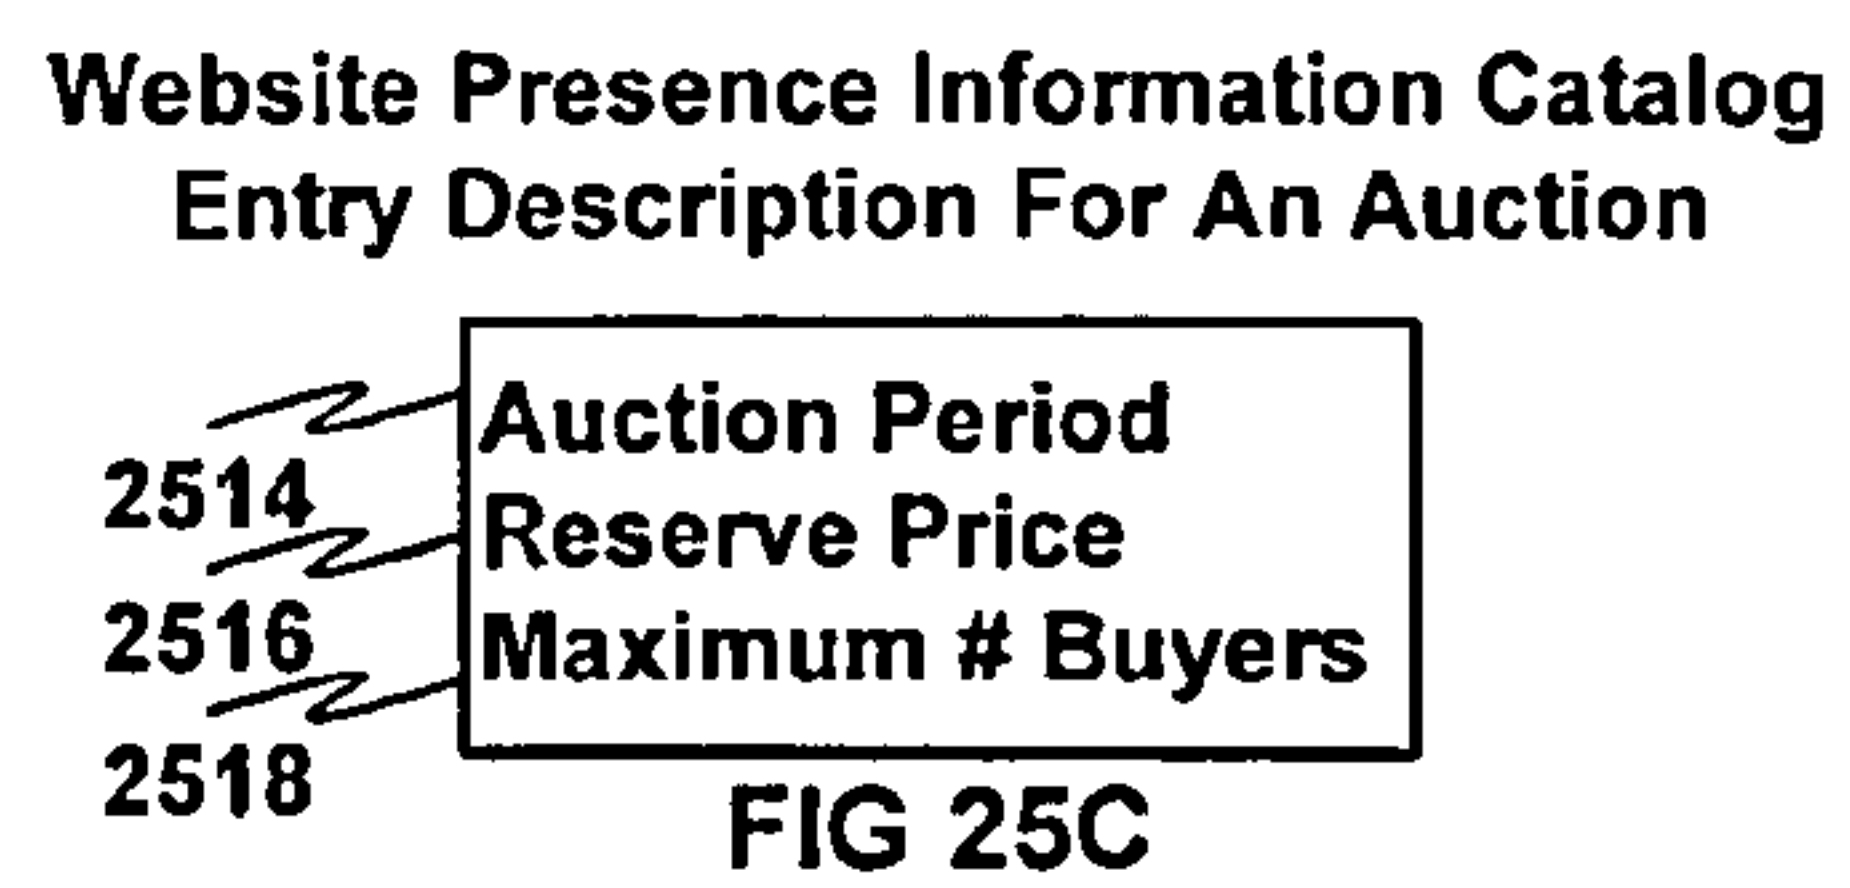 Website Presence Information Catalog
Entry Description For An Auction
Auction Period
2514
Reserve Price
2516
Maximum # Buyers
2518
FIG 25C